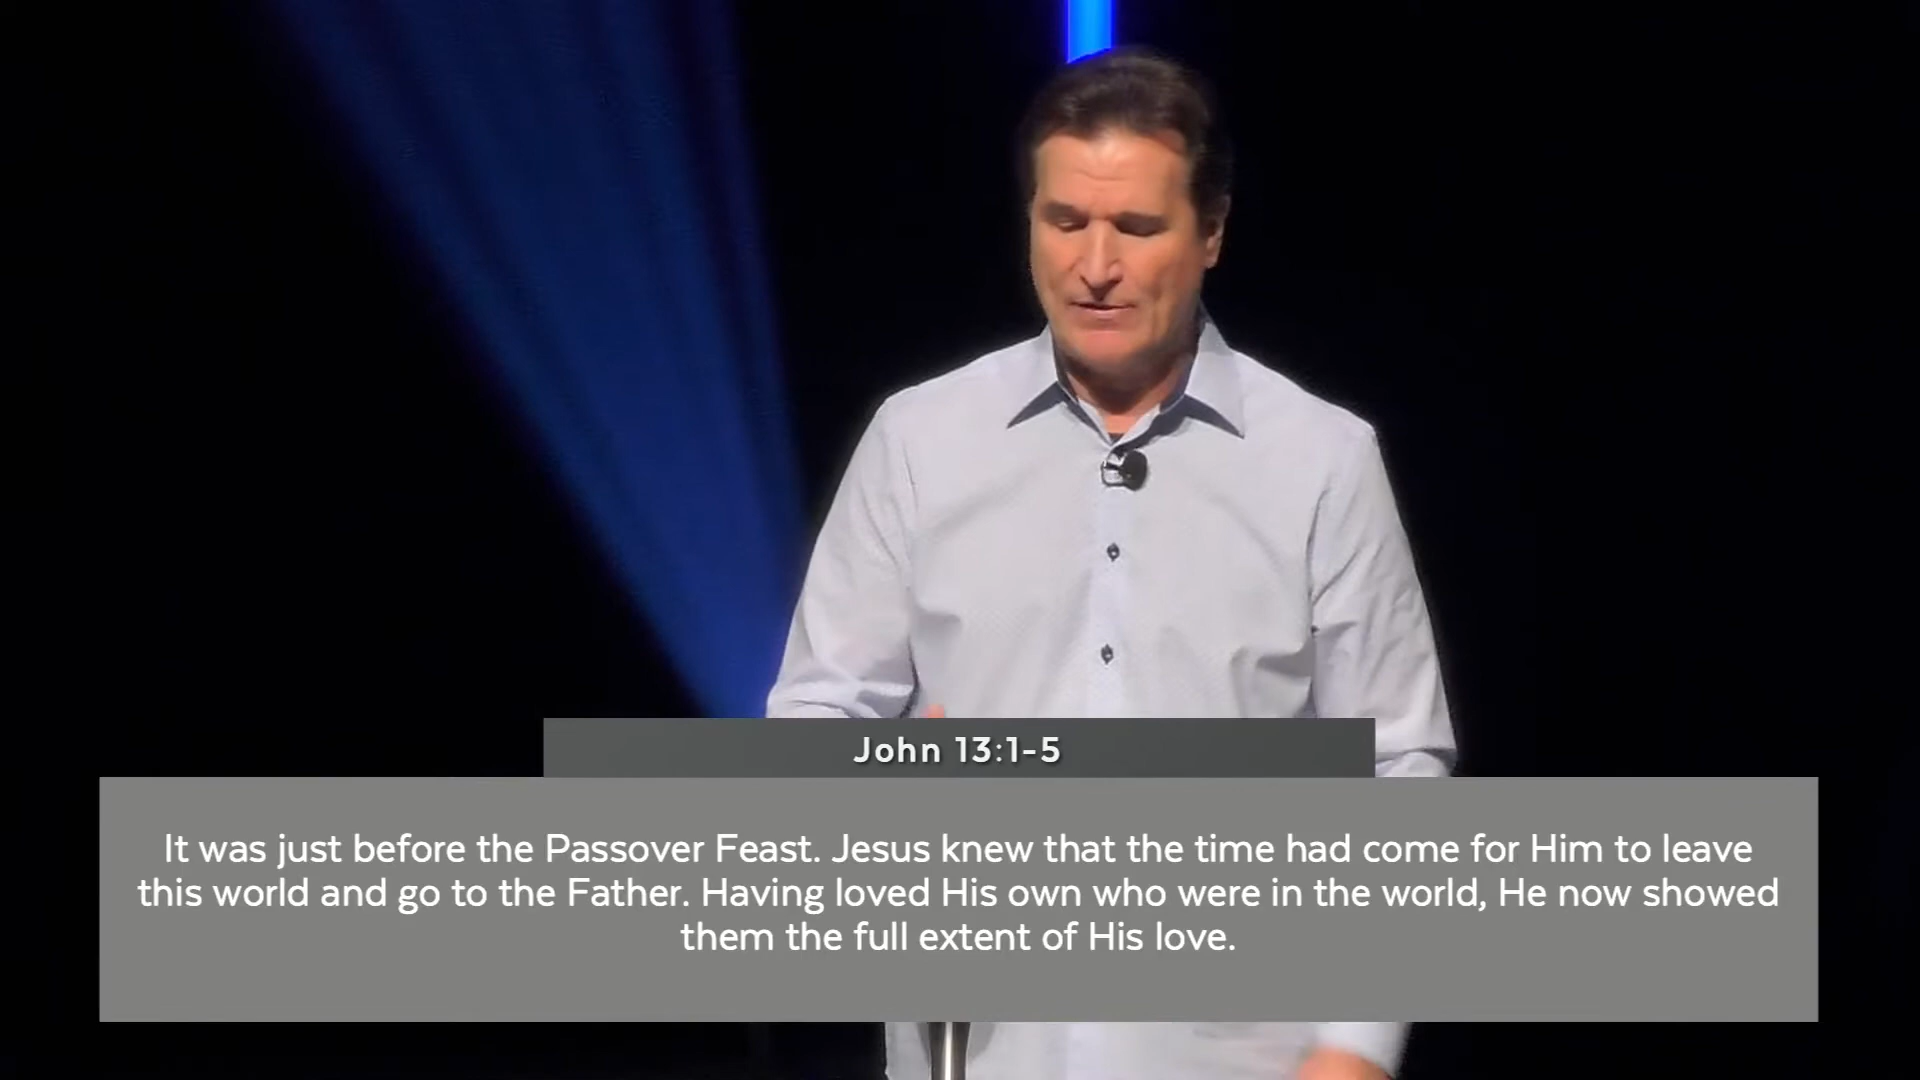 John 13:1-5
It was just before the Passover Feast. Jesus knew that the time had come for Him to leave
this world and go to the Father. Having loved His own who were in the world, He now showed
them the full extent of His love.